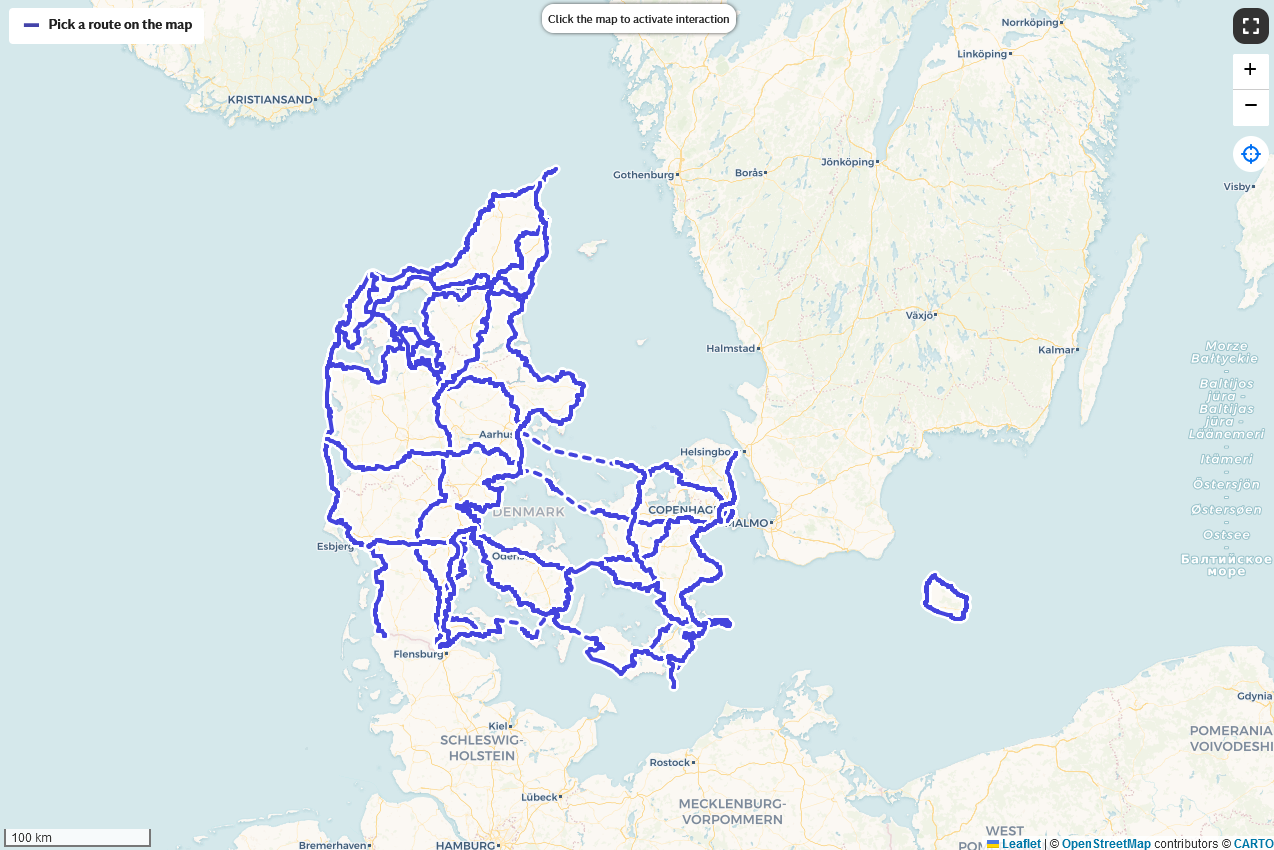 Pick a route on the map
Click the map to activate interaction
+
−
Norrköping
Linköping
KRISTIANSAND
Jönköping
Gothenburg
Borås
Visby
Växjö
Halmstad
Kalmar
Morze
Bałtyckie
-
Baltijos
jūra -
Baltijas
jūra -
Läänemeri
-
Itämeri
-
Östersjön
-
Østersøen
-
Ostsee
-
Балтийское
море
Aarhus
Helsingbo
DENMARK
COPENHAG
MALMO
Esbjerg
Odens
Flensburg
Kiel
SCHLESWIG-
HOLSTEIN
Gdynia
POMERANIA
VOIVODESHI
Rostock
Lübeck
MECKLENBURG-
VORPOMMERN
WEST
PO
Bremerhaven
HAMBURG
100 km
Leaflet | © OpenStreetMap contributors © CARTO